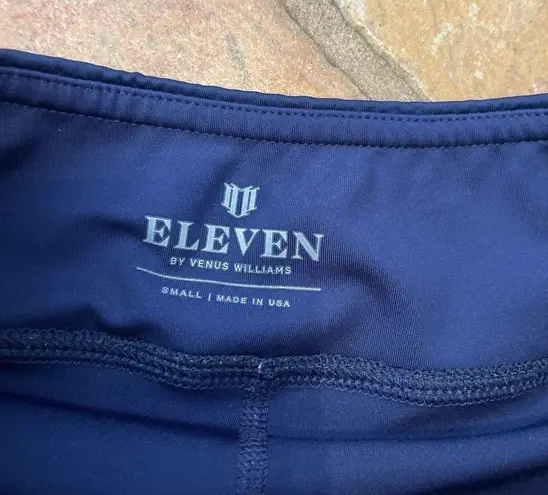 ELEVEN
BY VENUS WILLIAMS
SMALL | MADE IN USA